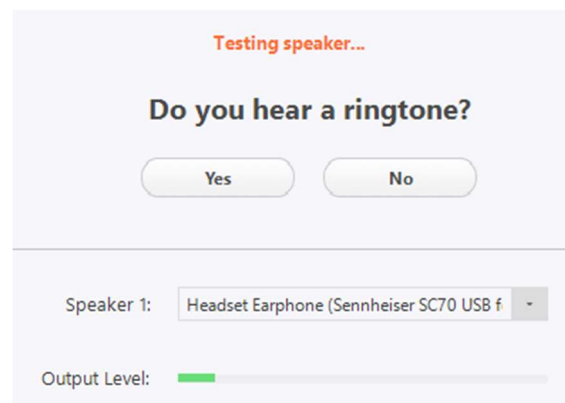 Testing speaker...
Do you hear a ringtone?
Yes No
Speaker 1: Headset Earphone (Sennheiser SC70 USB f
Output Level: